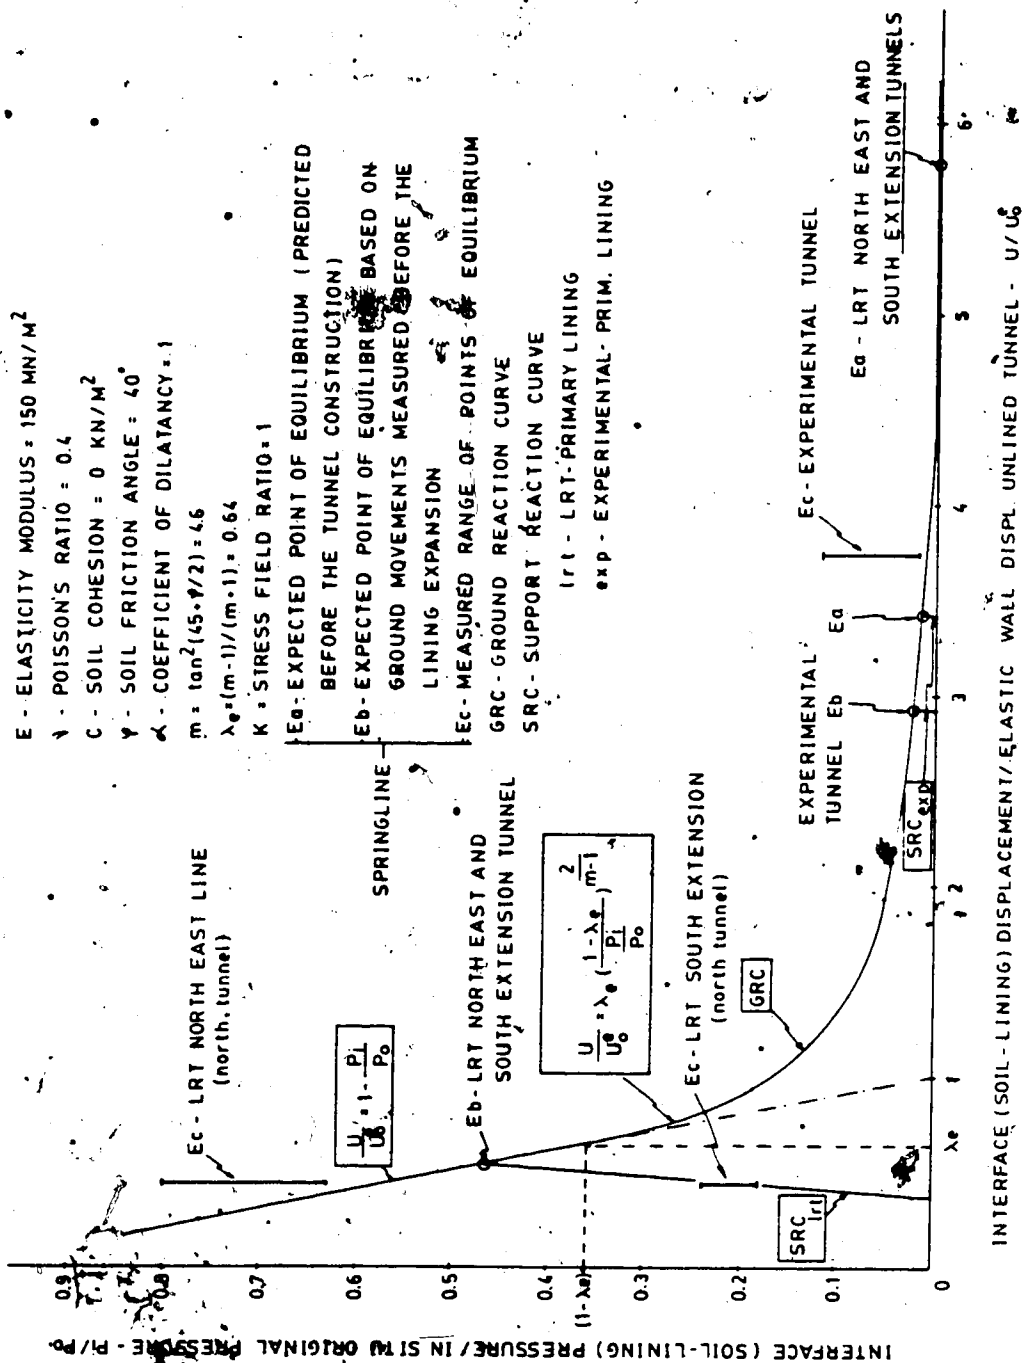 E - ELASTICITY MODULUS = 150 MN/M²
ν - POISSON'S RATIO = 0.4
C - SOIL COHESION = 0 KN/M²
Ψ - SOIL FRICTION ANGLE = 40°
α - COEFFICIENT OF DILATANCY = 1
m = tan²(45+Ψ/2) = 4.6
λe=(m-1)/(m+1) = 0.64
K = STRESS FIELD RATIO = 1
Ea - EXPECTED POINT OF EQUILIBRIUM (PREDICTED
BEFORE THE TUNNEL CONSTRUCTION)
Eb - EXPECTED POINT OF EQUILIBRIUM BASED ON
GROUND MOVEMENTS MEASURED BEFORE THE
LINING EXPANSION
Ec - MEASURED RANGE OF POINTS OF EQUILIBRIUM
GRC - GROUND REACTION CURVE
SRC - SUPPORT REACTION CURVE
lrt - LRT-PRIMARY LINING
exp - EXPERIMENTAL-PRIM. LINING
SPRINGLINE
Ec - LRT NORTH EAST LINE
(north tunnel)
U/U₀ᵉ = 1 - Pi/Po
Eb - LRT NORTH EAST AND
SOUTH EXTENSION TUNNEL
U/U₀ᵉ = λe ((1-λe)/(Pi/Po))^(2/(m-1))
Ec - LRT SOUTH EXTENSION
(north tunnel)
GRC
SRC lrt
EXPERIMENTAL
TUNNEL Eb Ea
SRC exp
Ec - EXPERIMENTAL TUNNEL
Ea - LRT NORTH EAST AND
SOUTH EXTENSION TUNNELS
0.9
0.8
0.7
0.6
0.5
0.4
(1-λe)
0.3
0.2
0.1
0
λe 1 2 3 4 5 6
INTERFACE (SOIL-LINING) PRESSURE/IN SITU ORIGINAL PRESSURE - Pi/Po
INTERFACE (SOIL-LINING) DISPLACEMENT/ELASTIC WALL DISPL. UNLINED TUNNEL - U/U₀ᵉ